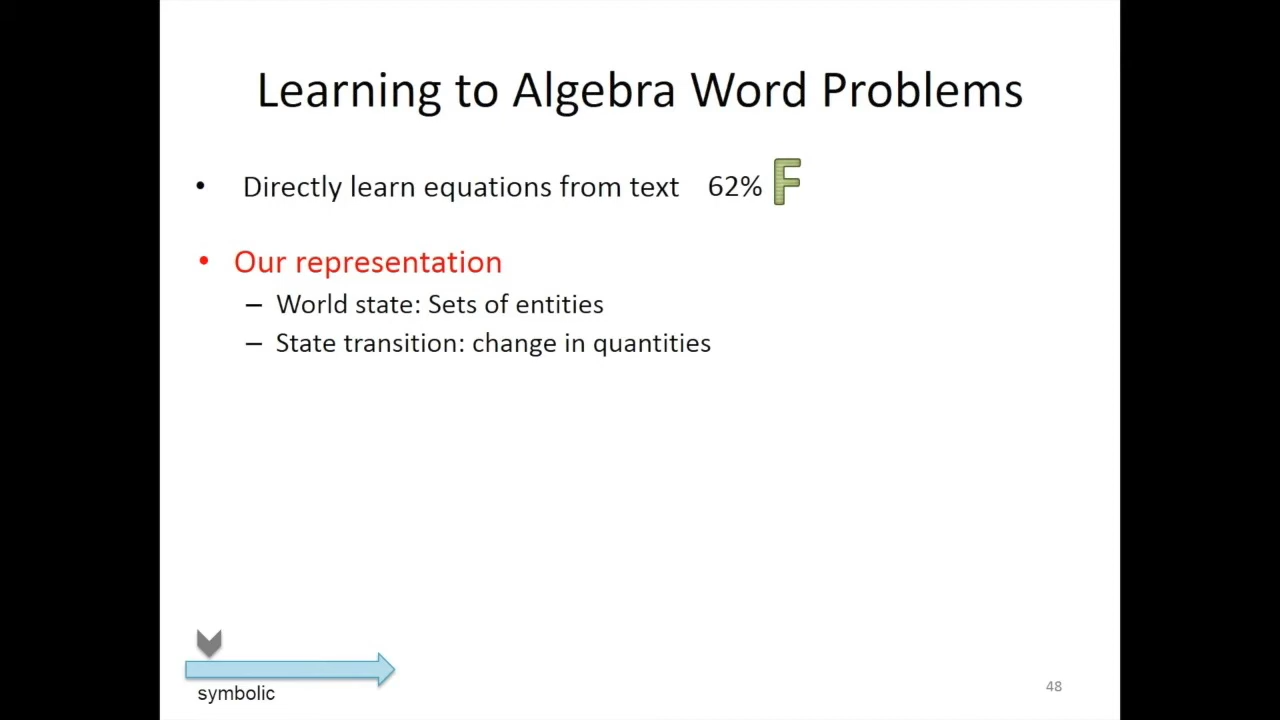 Learning to Algebra Word Problems
• Directly learn equations from text 62% F
• Our representation
– World state: Sets of entities
– State transition: change in quantities
symbolic
48